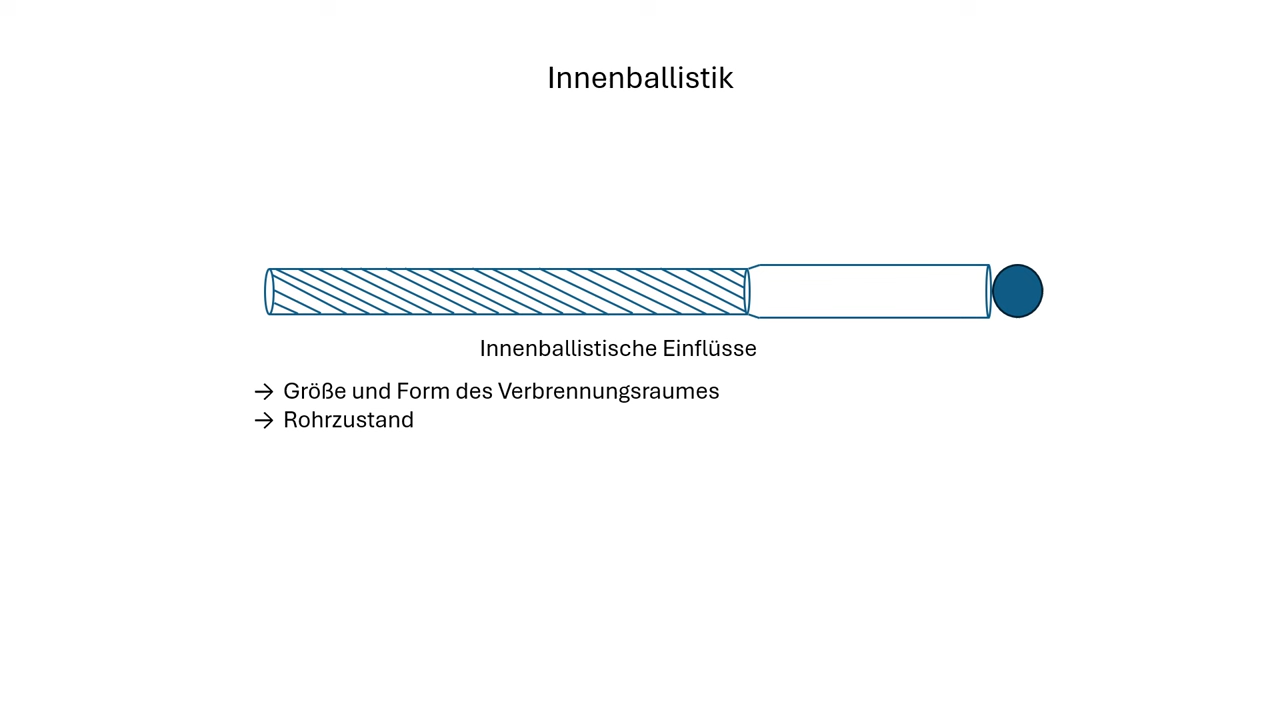 Innenballistik
Innenballistische Einflüsse
→ Größe und Form des Verbrennungsraumes
→ Rohrzustand